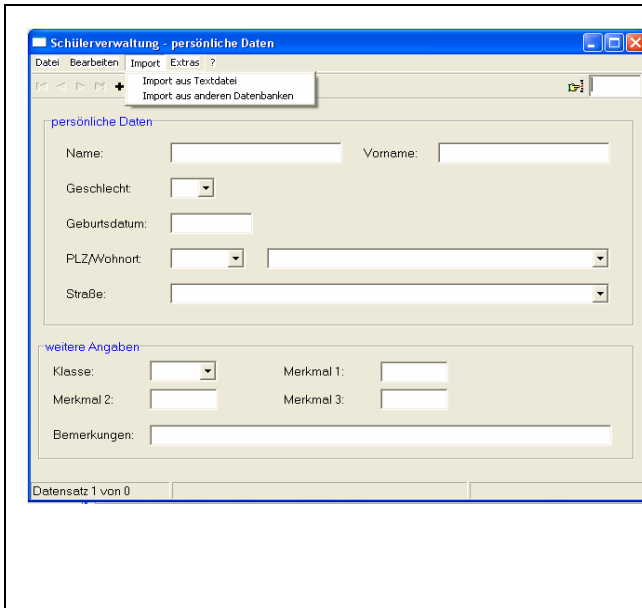 Schülerverwaltung - persönliche Daten
Datei Bearbeiten Import Extras ?
Import aus Textdatei
Import aus anderen Datenbanken
persönliche Daten
Name: Vorname:
Geschlecht:
Geburtsdatum:
PLZ/Wohnort:
Straße:
weitere Angaben
Klasse: Merkmal 1:
Merkmal 2: Merkmal 3:
Bemerkungen:
Datensatz 1 von 0